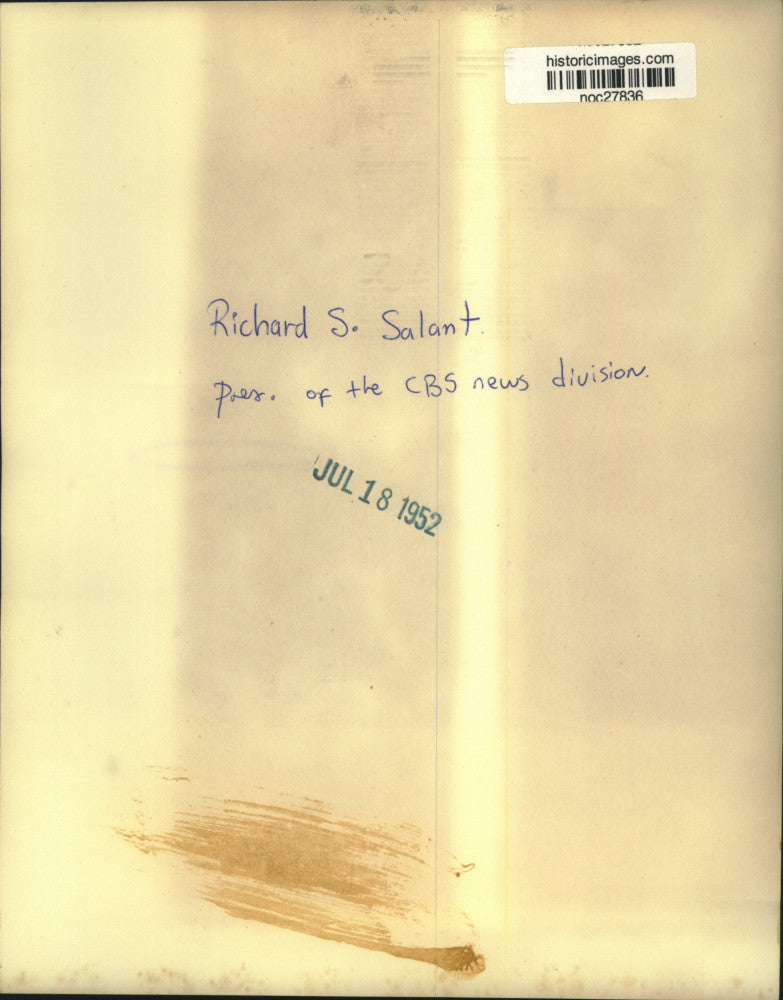 historicimages.com
noc27836
Richard S. Salant.
Pres. of the CBS news division.
JUL 18 1952